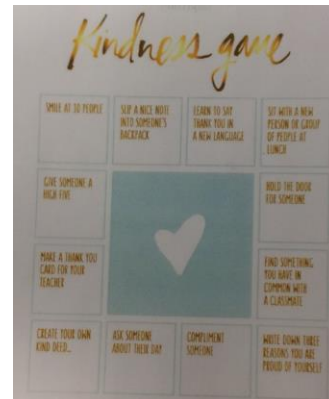 Kindness game
SMILE AT 10 PEOPLE
SLIP A NICE NOTE
INTO SOMEONE'S
BACKPACK
LEARN TO SAY
THANK YOU IN
A NEW LANGUAGE
SIT WITH A NEW
PERSON OR GROUP
OF PEOPLE AT
LUNCH
GIVE SOMEONE A
HIGH FIVE
HOLD THE DOOR
FOR SOMEONE
MAKE A THANK YOU
CARD FOR YOUR
TEACHER
FIND SOMETHING
YOU HAVE IN
COMMON WITH
A CLASSMATE
CREATE YOUR OWN
KIND DEED...
ASK SOMEONE
ABOUT THEIR DAY
COMPLIMENT
SOMEONE
WRITE DOWN THREE
REASONS YOU ARE
PROUD OF YOURSELF